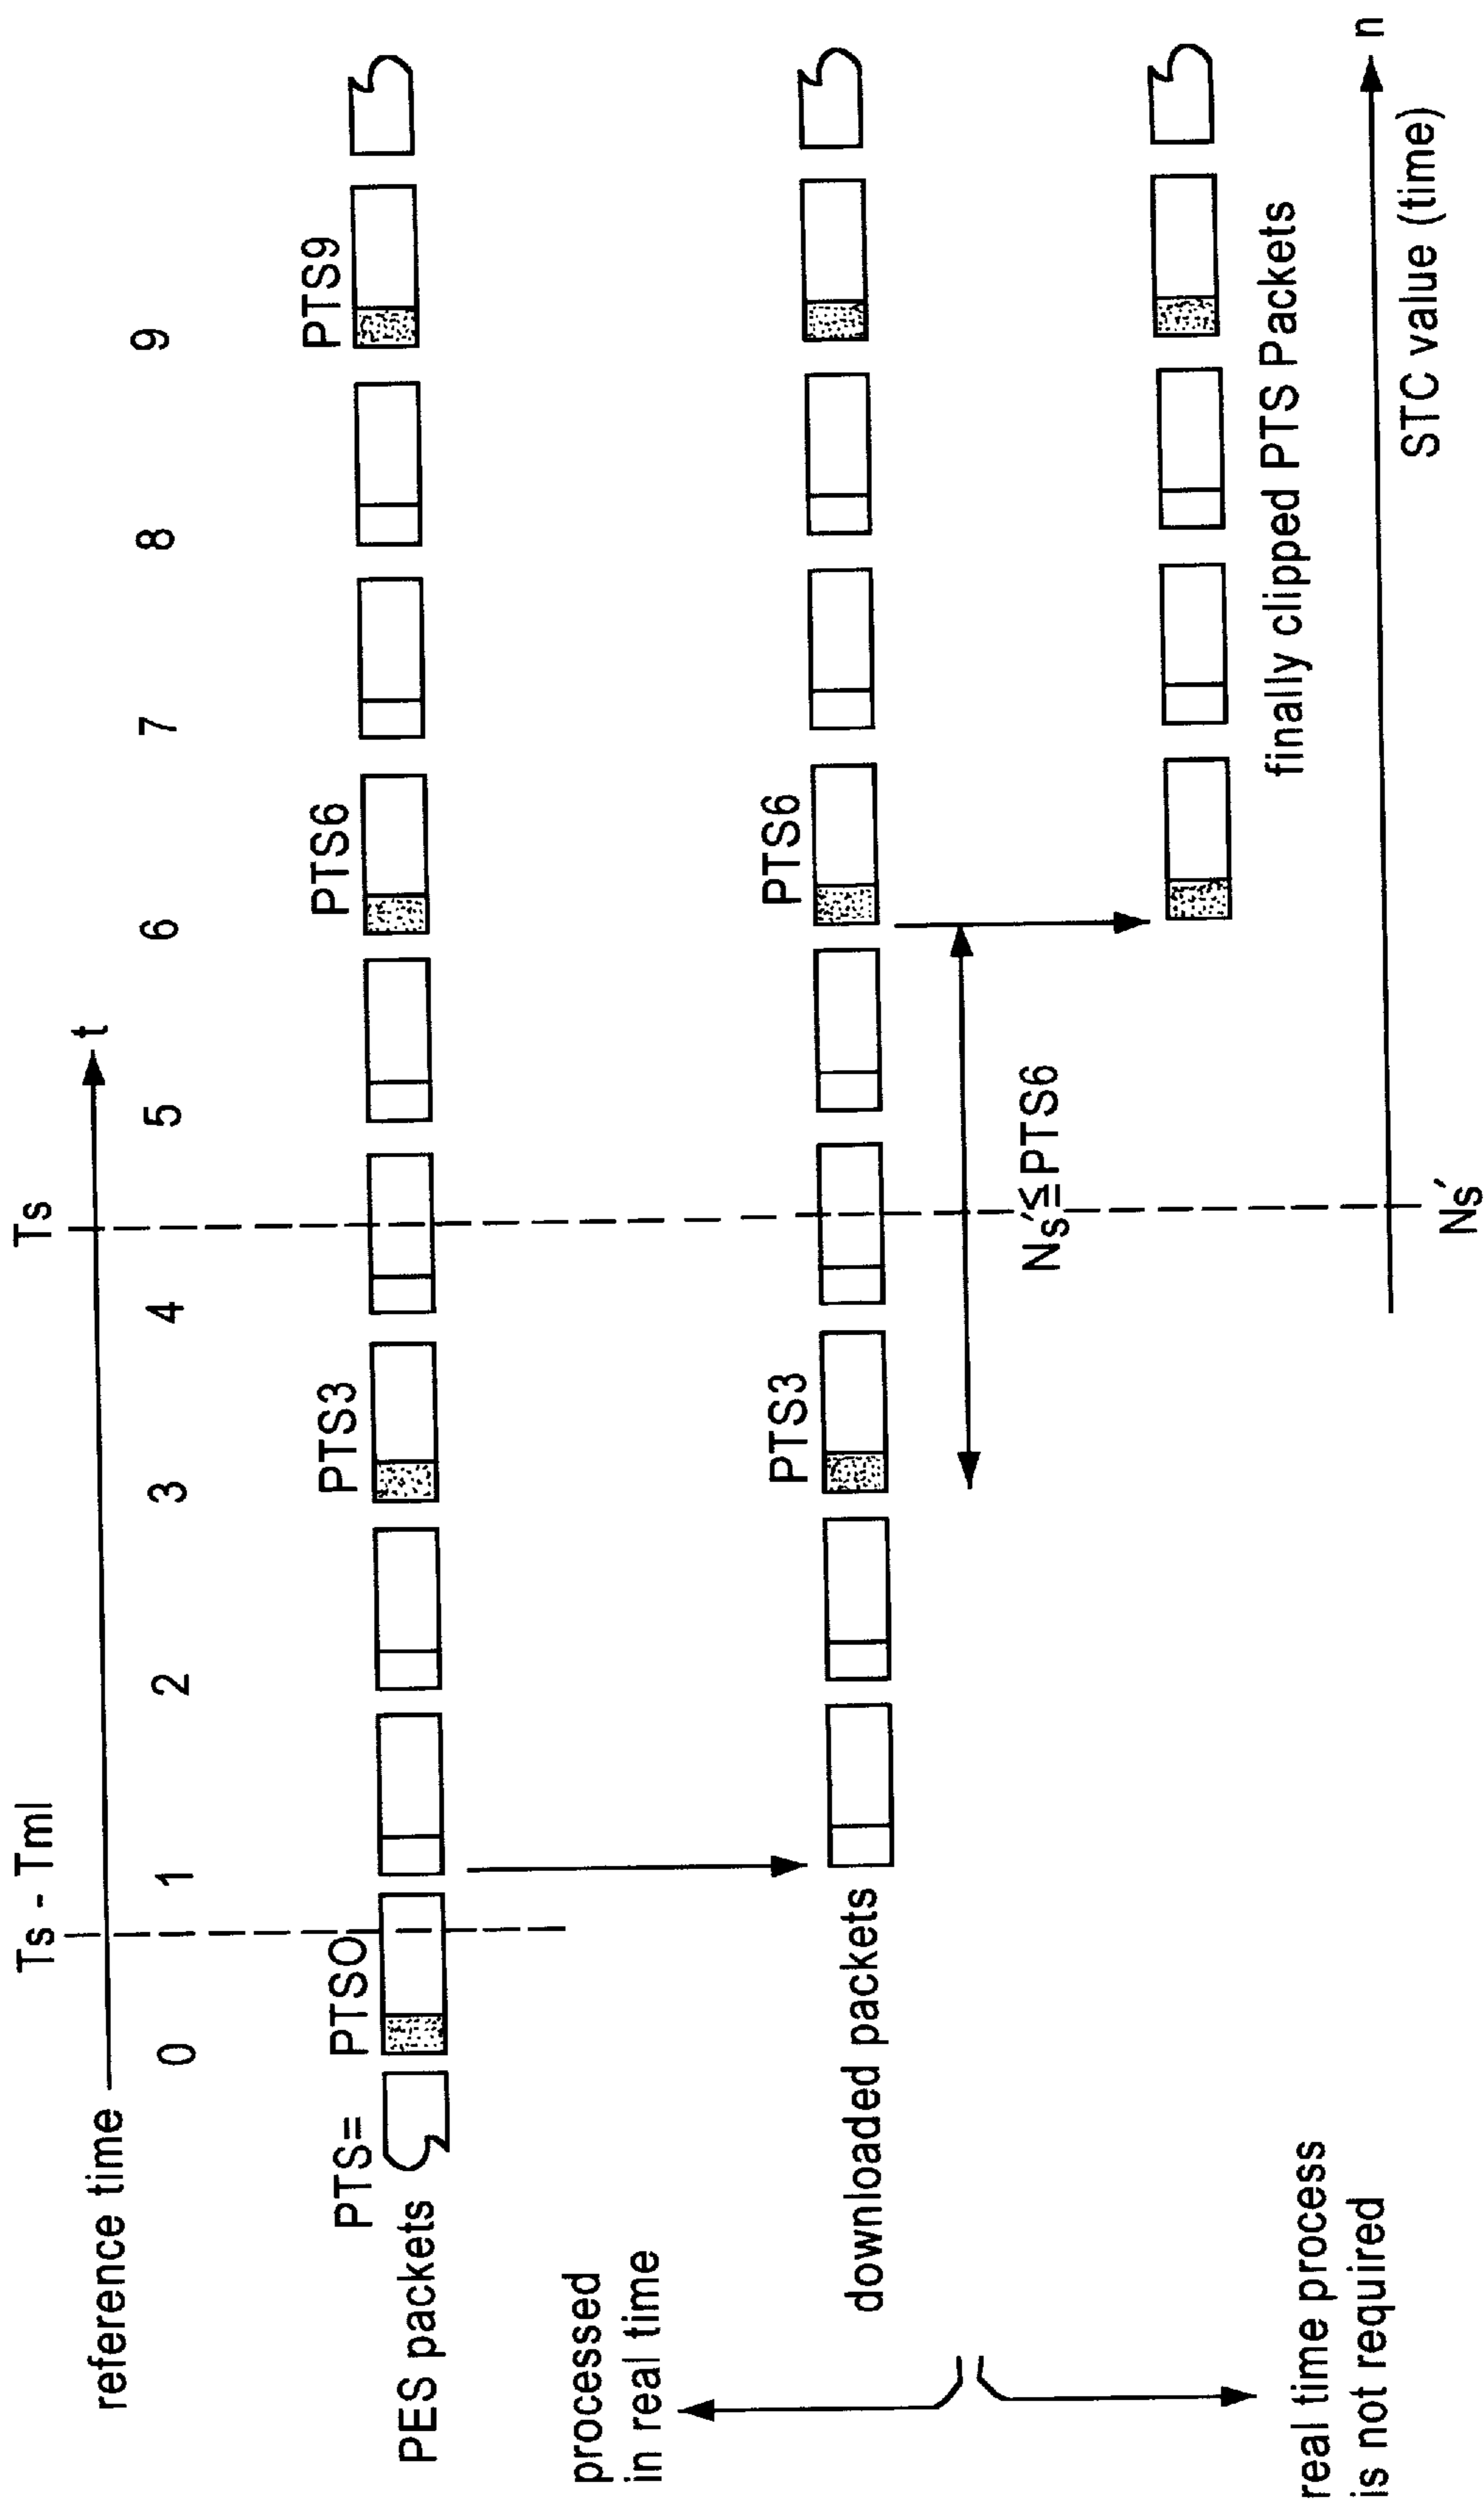 Ts - Tml
Ts
reference time
t
0
1
2
3
4
5
6
7
8
9
PTS=
PTS0
PTS3
PTS6
PTS9
PES packets
processed
in real time
PTS3
PTS6
downloaded packets
Ns´≦PTS6
finally clipped PTS Packets
real time process
is not required
n
STC value (time)
Ns´